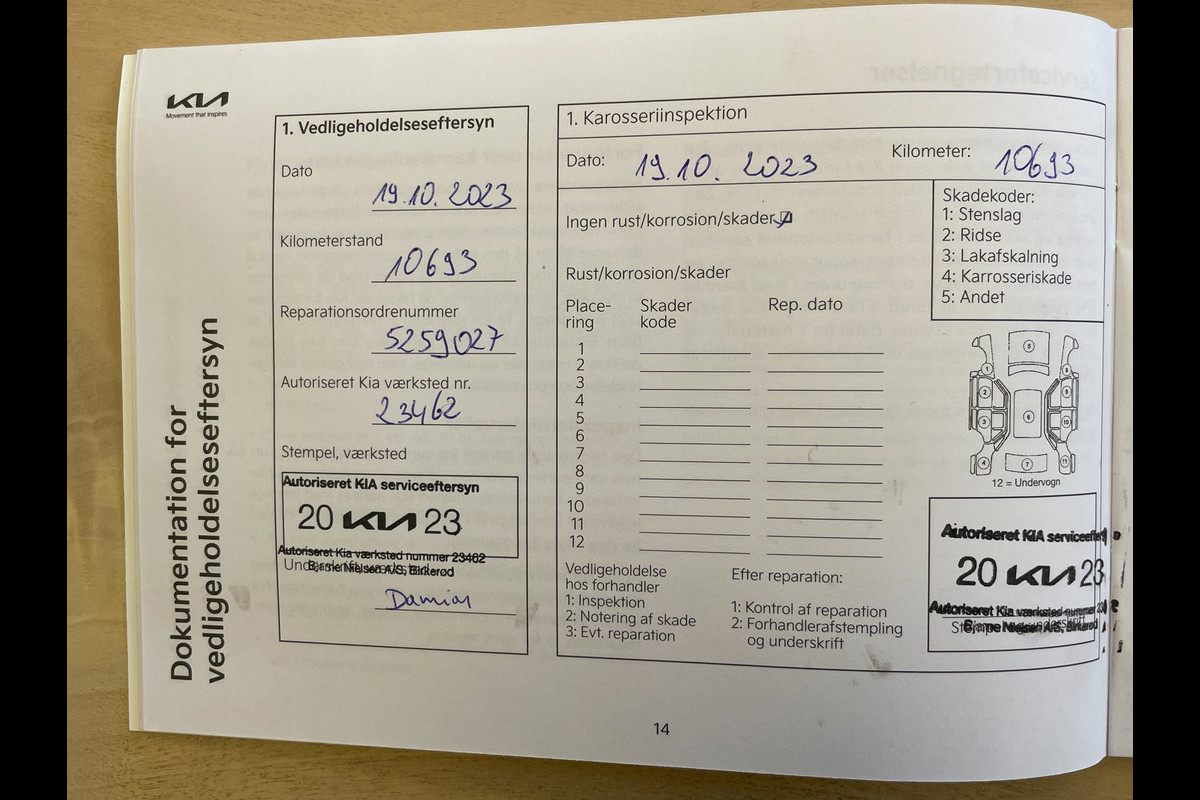 KIA
Movement that inspires
Dokumentation for
vedligeholdelseseftersyn
1. Vedligeholdelseseftersyn
Dato
19.10. 2023
Kilometerstand
10693
Reparationsordrenummer
5259027
Autoriseret Kia værksted nr.
23462
Stempel, værksted
Autoriseret KIA serviceeftersyn
20 KIA 23
Autoriseret Kia værksted nummer 23462
Bjarne Nielsen A/S, Birkerød
Damian
1. Karosseriinspektion
Dato: 19.10. 2023 Kilometer: 10693
Ingen rust/korrosion/skader
Rust/korrosion/skader
Place-
ring
Skader
kode
Rep. dato
1
2
3
4
5
6
7
8
9
10
11
12
Skadekoder:
1: Stenslag
2: Ridse
3: Lakafskalning
4: Karrosseriskade
5: Andet
12 = Undervogn
Vedligeholdelse
hos forhandler
1: Inspektion
2: Notering af skade
3: Evt. reparation
Efter reparation:
1: Kontrol af reparation
2: Forhandlerafstempling
og underskrift
Autoriseret KIA serviceefter
20 KIA 23
Autoriseret Kia værksted nummer
Bjarne Nielsen A/S, Birkerød
14